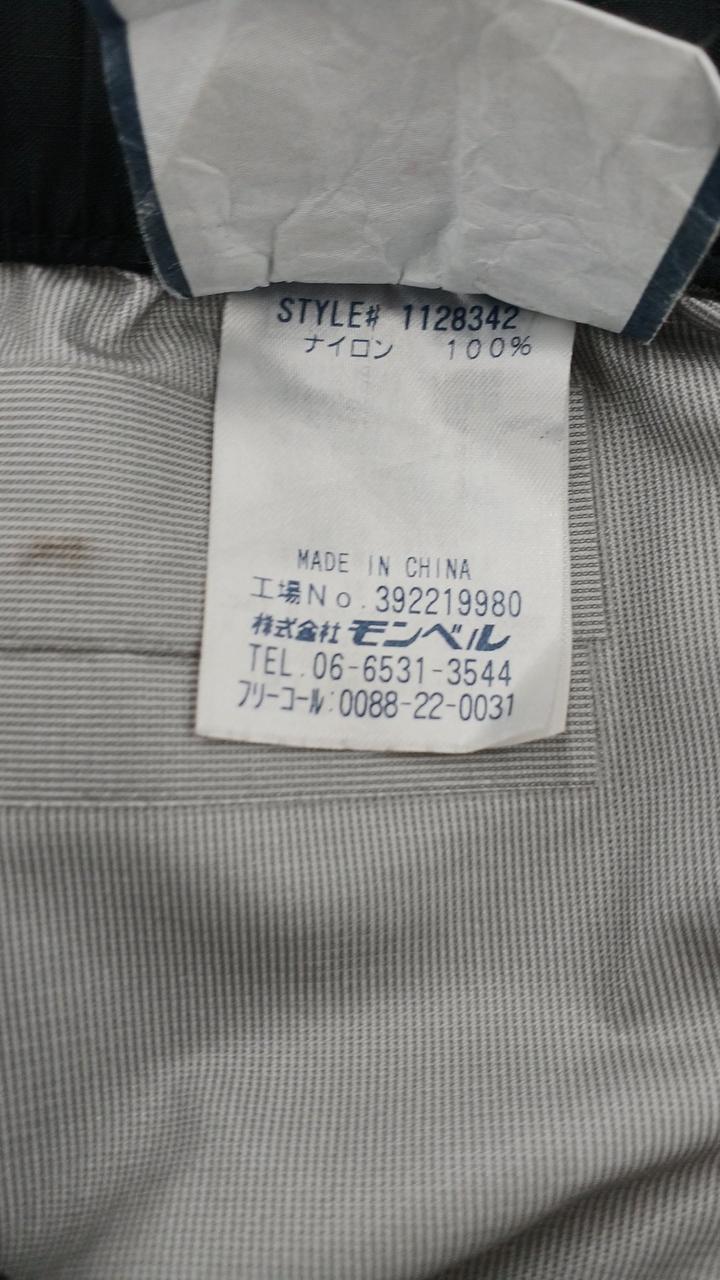 STYLE# 1128342
ナイロン 100%
MADE IN CHINA
工場No.392219980
株式会社モンベル
TEL.06-6531-3544
フリーコール:0088-22-0031